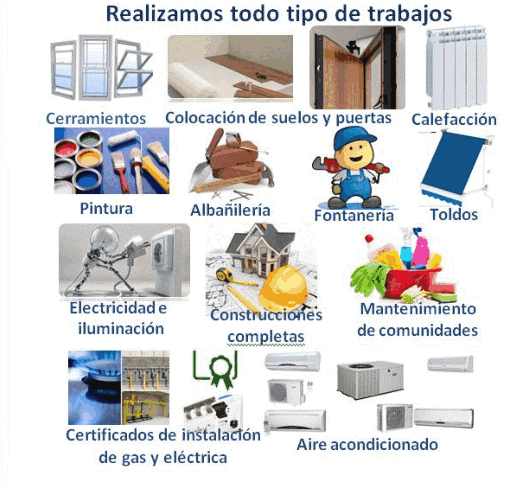 Realizamos todo tipo de trabajos
Cerramientos
Colocación de suelos y puertas
Calefacción
Pintura
Albañilería
Fontanería
Toldos
Electricidad e
iluminación
Construcciones
completas
Mantenimiento
de comunidades
Certificados de instalación
de gas y eléctrica
Aire acondicionado